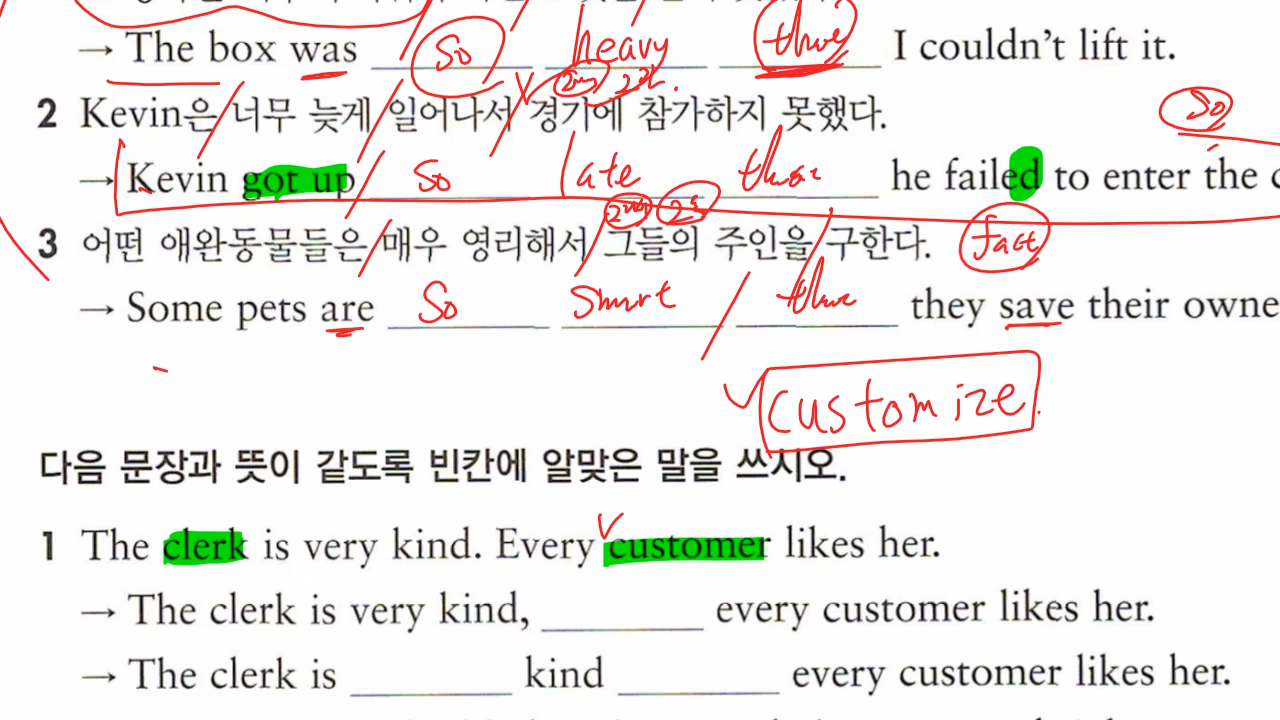 → The box was so heavy that I couldn't lift it.
2 Kevin은 너무 늦게 일어나서 경기에 참가하지 못했다.
so
→ Kevin got up so late that he failed to enter the
3 어떤 애완동물들은 매우 영리해서 그들의 주인을 구한다. fact
→ Some pets are so smart that they save their owne
customize
다음 문장과 뜻이 같도록 빈칸에 알맞은 말을 쓰시오.
1 The clerk is very kind. Every customer likes her.
→ The clerk is very kind, ________ every customer likes her.
→ The clerk is ________ kind ________ every customer likes her.